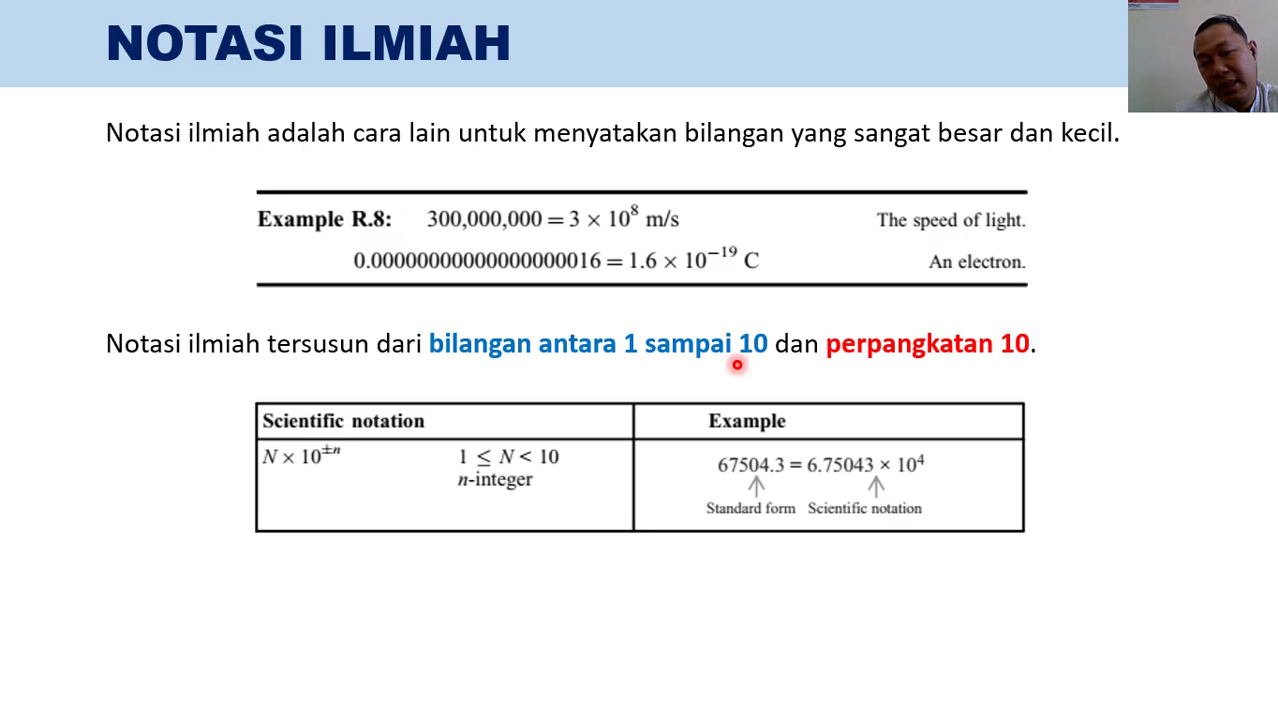 NOTASI ILMIAH
Notasi ilmiah adalah cara lain untuk menyatakan bilangan yang sangat besar dan kecil.
Example R.8: 300,000,000 = 3 × 10⁸ m/s The speed of light.
0.00000000000000000016 = 1.6 × 10⁻¹⁹ C An electron.
Notasi ilmiah tersusun dari bilangan antara 1 sampai 10 dan perpangkatan 10.
Scientific notation Example
N × 10±ⁿ 1 ≤ N < 10 67504.3 = 6.75043 × 10⁴
n-integer
Standard form Scientific notation